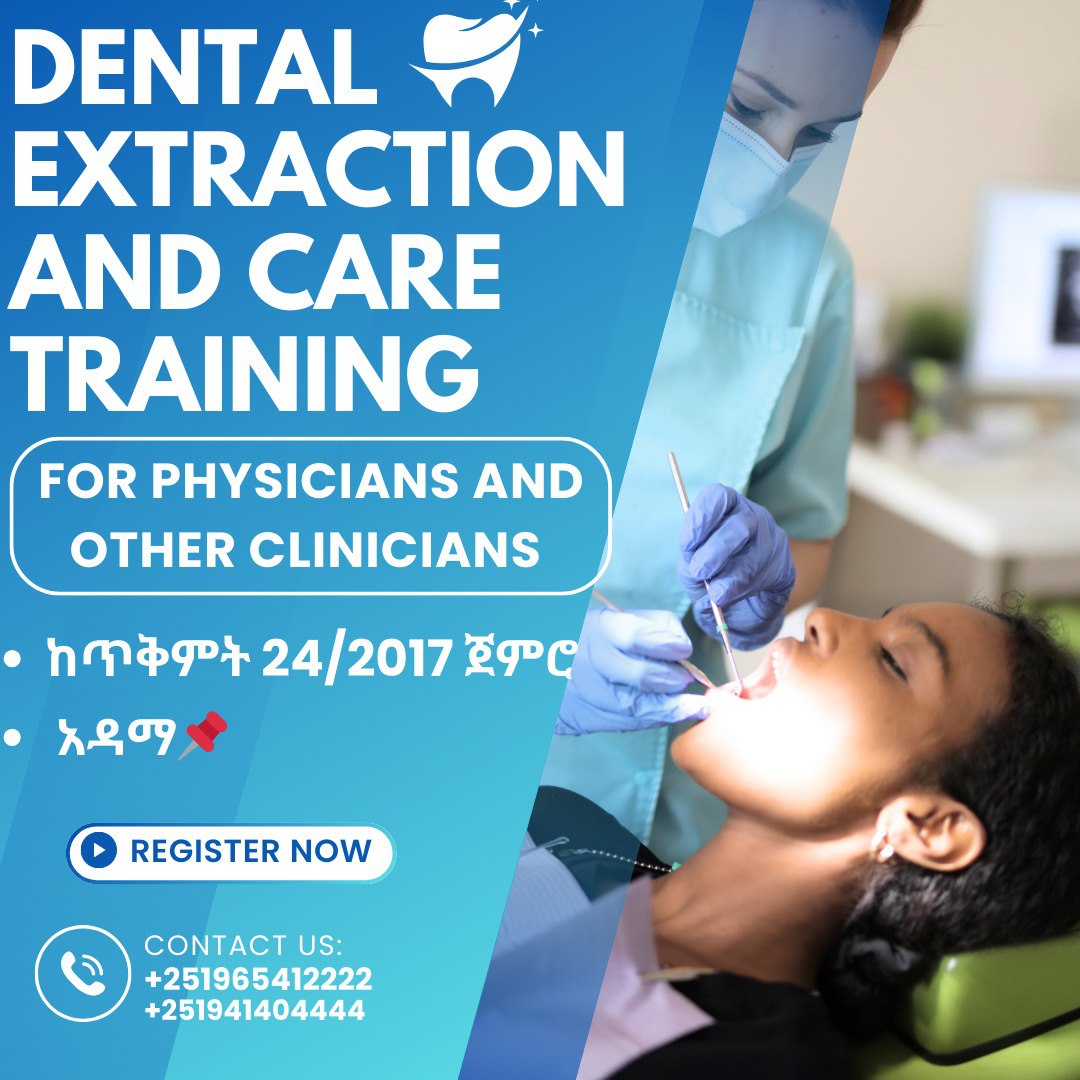 DENTAL
EXTRACTION
AND CARE
TRAINING
FOR PHYSICIANS AND
OTHER CLINICIANS
• ከጥቅምት 24/2017 ጀምሮ
• አዳማ
REGISTER NOW
CONTACT US:
+251965412222
+251941404444